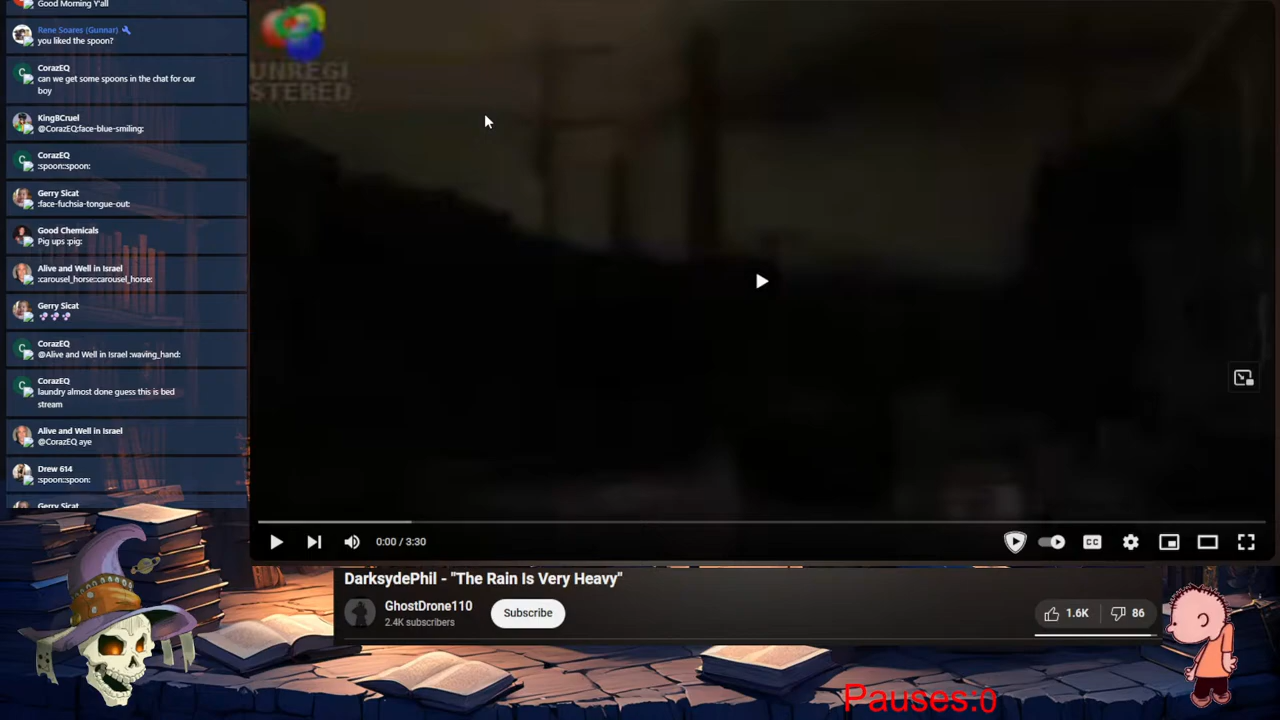 Good Morning Y'all
Rene Soares (Gunnar)
you liked the spoon?
CorazEQ
can we get some spoons in the chat for our
boy
KingBCruel
@CorazEQ:face-blue-smiling:
CorazEQ
:spoon::spoon:
Gerry Sicat
:face-fuchsia-tongue-out:
Good Chemicals
Pig ups :pig:
Alive and Well in Israel
:carousel_horse::carousel_horse:
Gerry Sicat
CorazEQ
@Alive and Well in Israel :waving_hand:
CorazEQ
laundry almost done guess this is bed
stream
Alive and Well in Israel
@CorazEQ aye
Drew 614
:spoon::spoon:
Gerry Sicat
UNREGI
STERED
0:00 / 3:30
CC
DarksydePhil - "The Rain Is Very Heavy"
GhostDrone110
2.4K subscribers
Subscribe
1.6K
86
Pauses:0